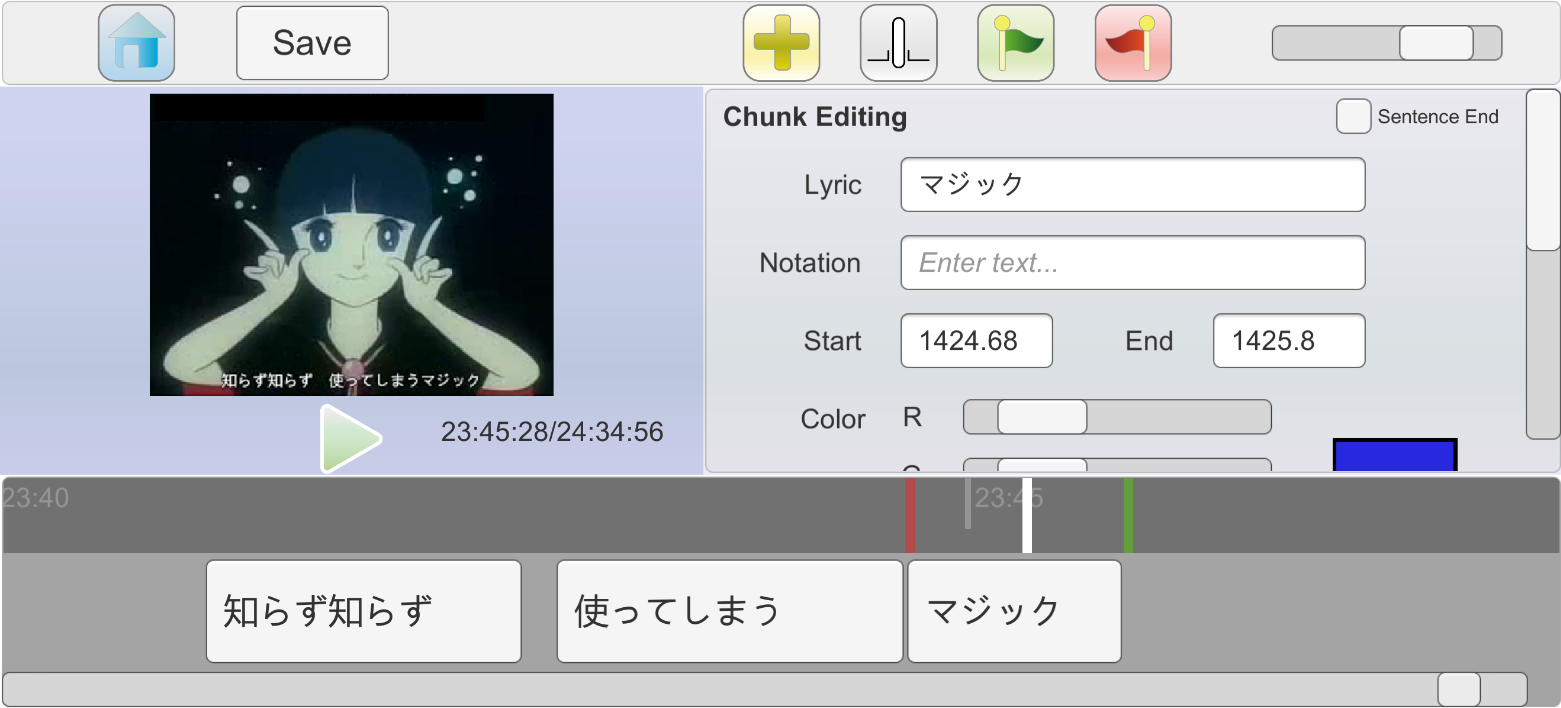 Save
Chunk Editing
Sentence End
Lyric マジック
Notation Enter text...
Start 1424.68 End 1425.8
Color R
知らず知らず 使ってしまうマジック
23:45:28/24:34:56
23:40 23:45
知らず知らず 使ってしまう マジック